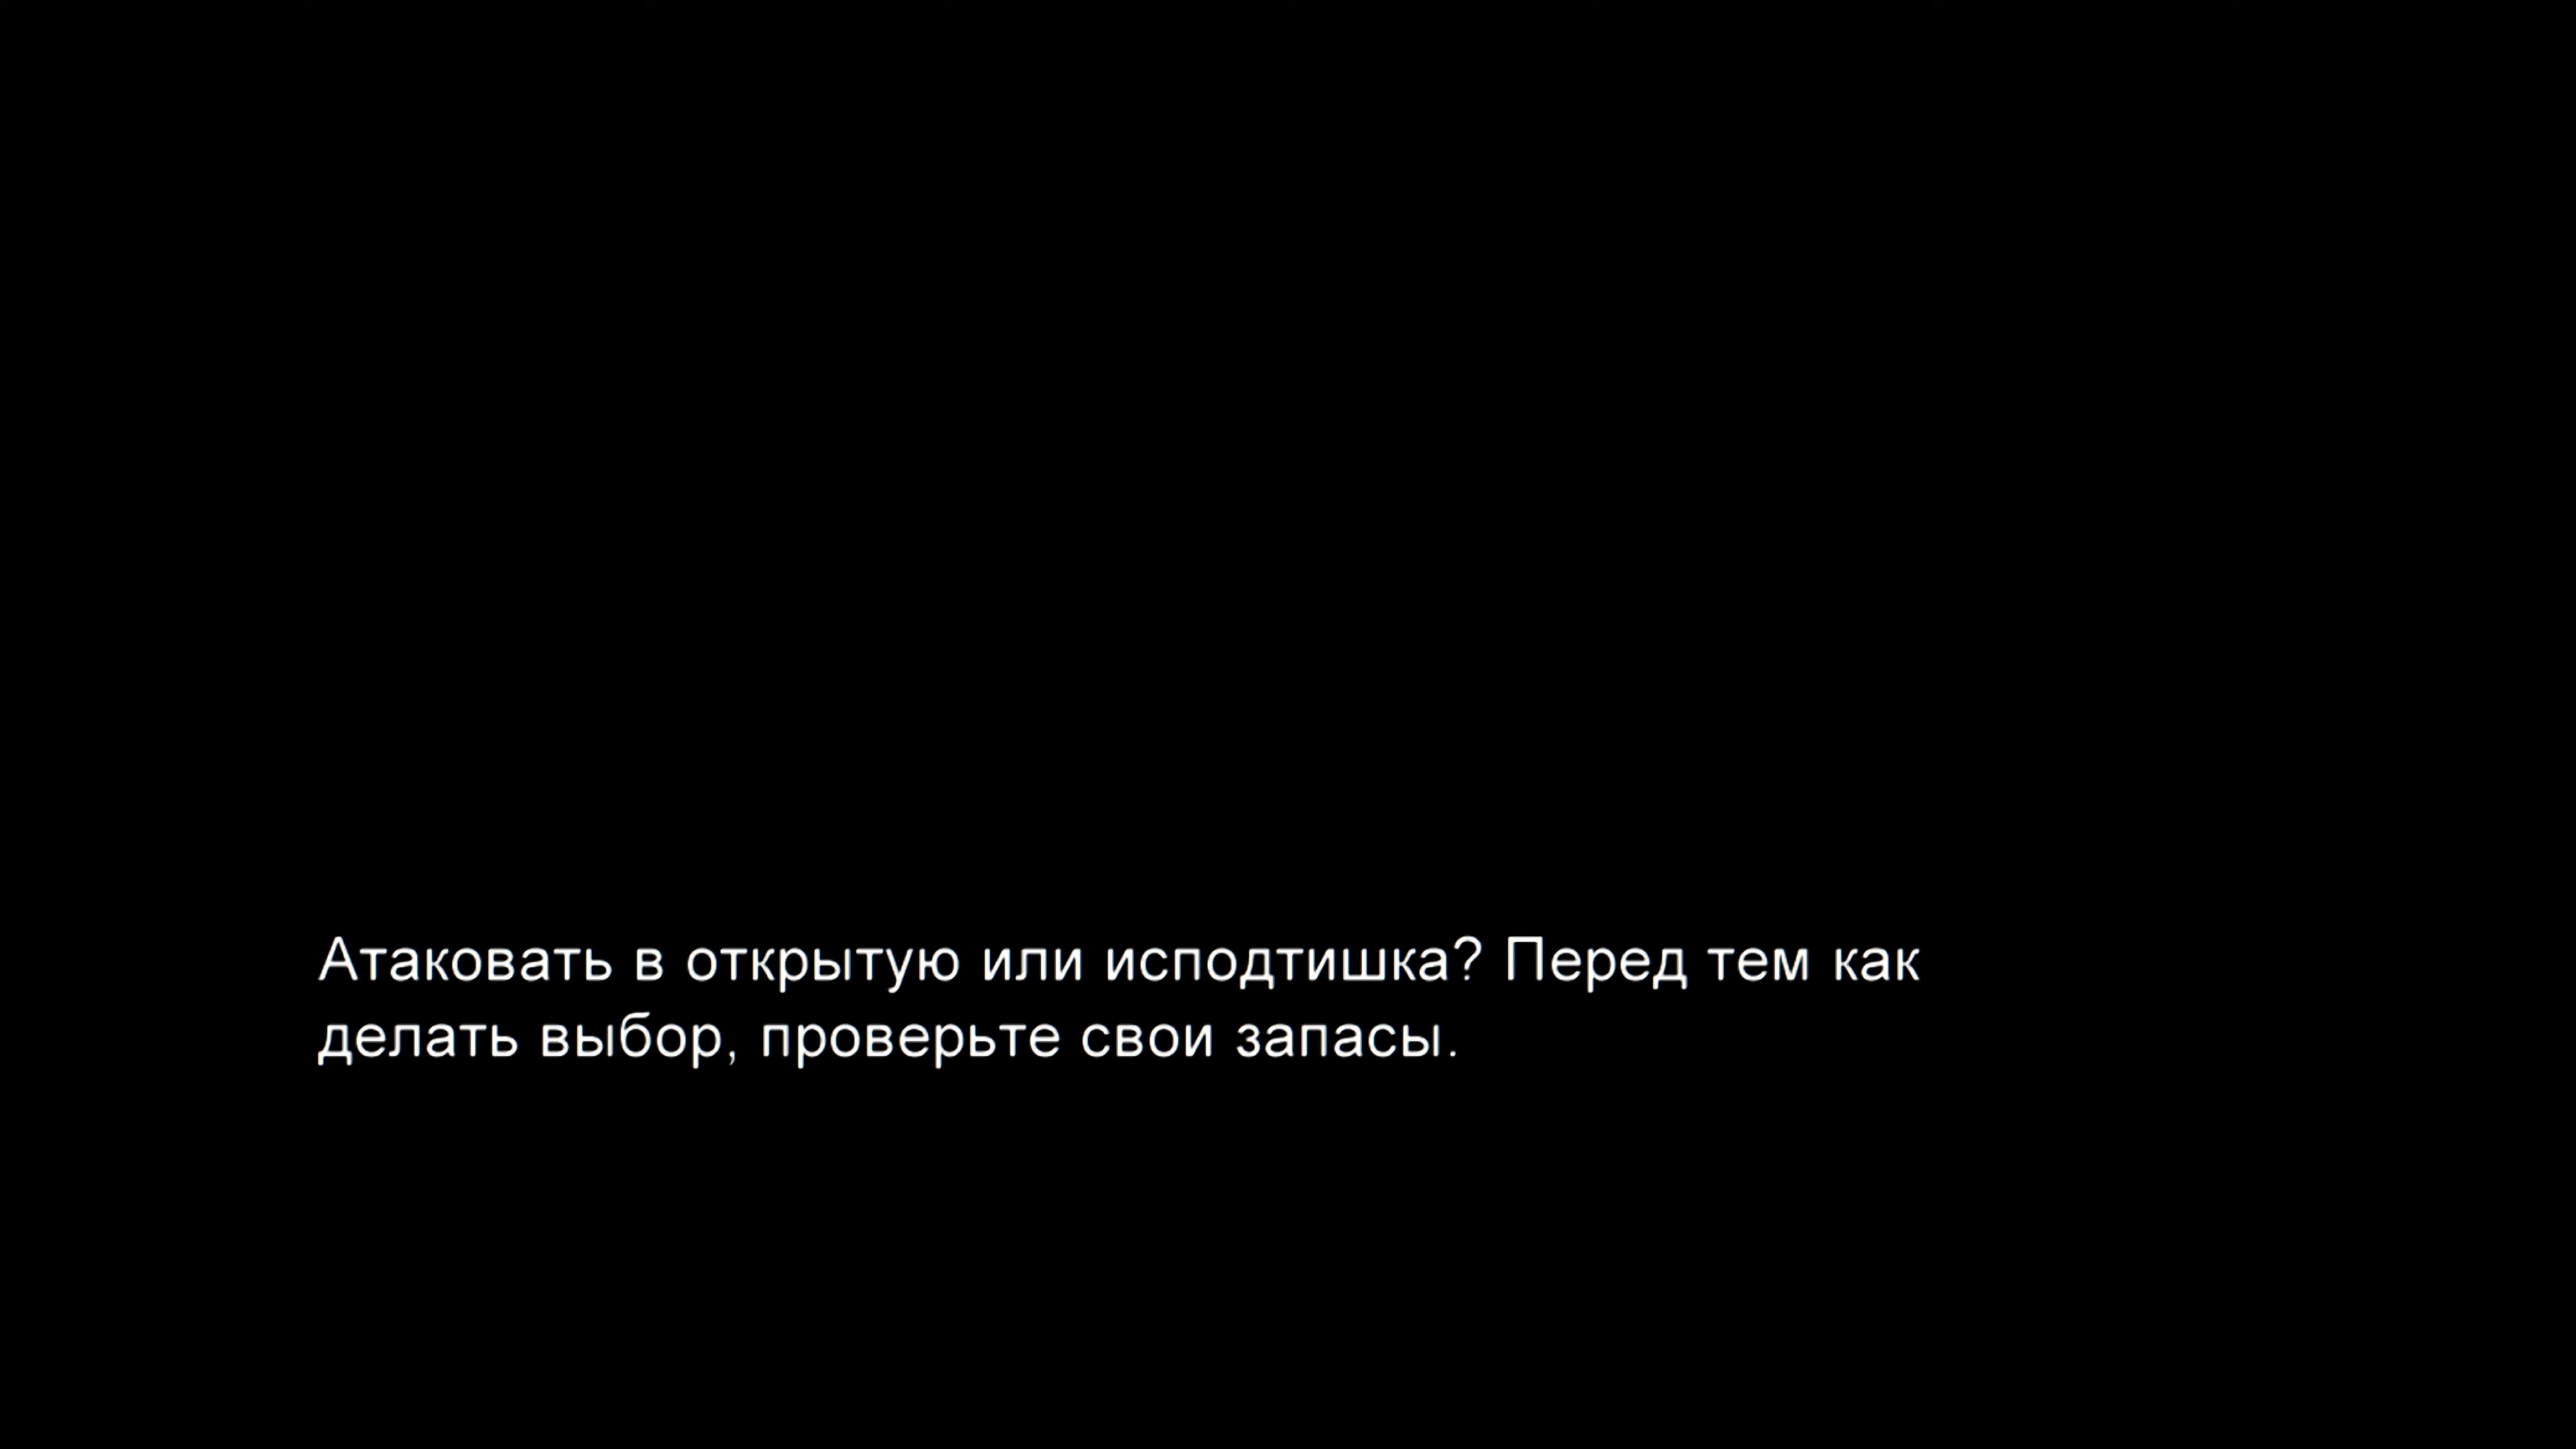 Атаковать в открытую или исподтишка? Перед тем как
делать выбор, проверьте свои запасы.